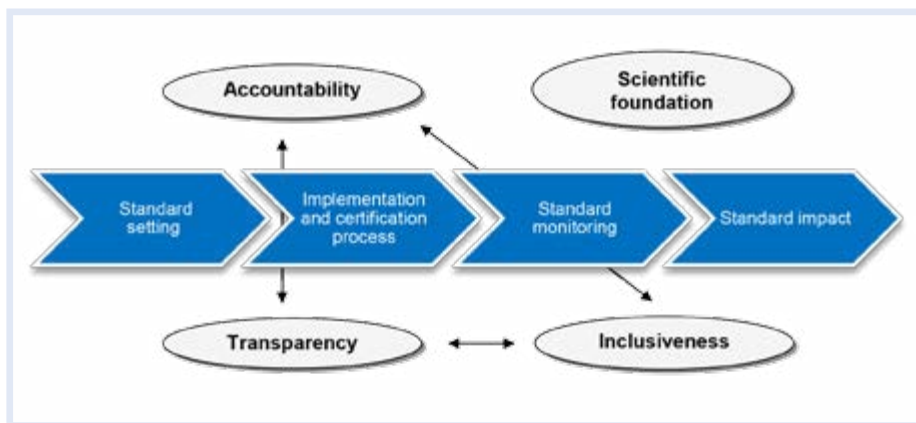 Accountability
Scientific
foundation
Standard
setting
Implementation
and certification
process
Standard
monitoring
Standard impact
Transparency
Inclusiveness